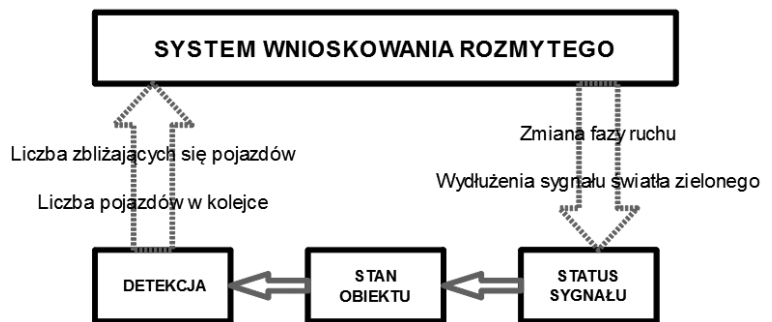 SYSTEM WNIOSKOWANIA ROZMYTEGO
Zmiana fazy ruchu
Liczba zbliżających się pojazdów
Wydłużenia sygnału światła zielonego
Liczba pojazdów w kolejce
DETEKCJA
STAN
OBIEKTU
STATUS
SYGNAŁU